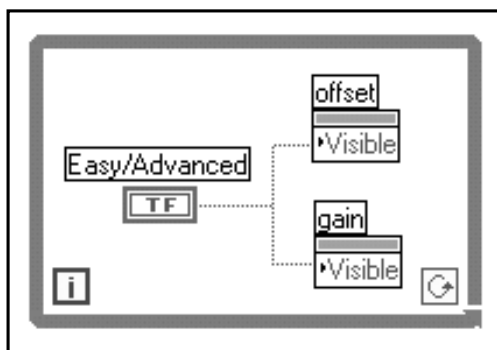 offset
Visible
Easy/Advanced
TF
gain
Visible
i